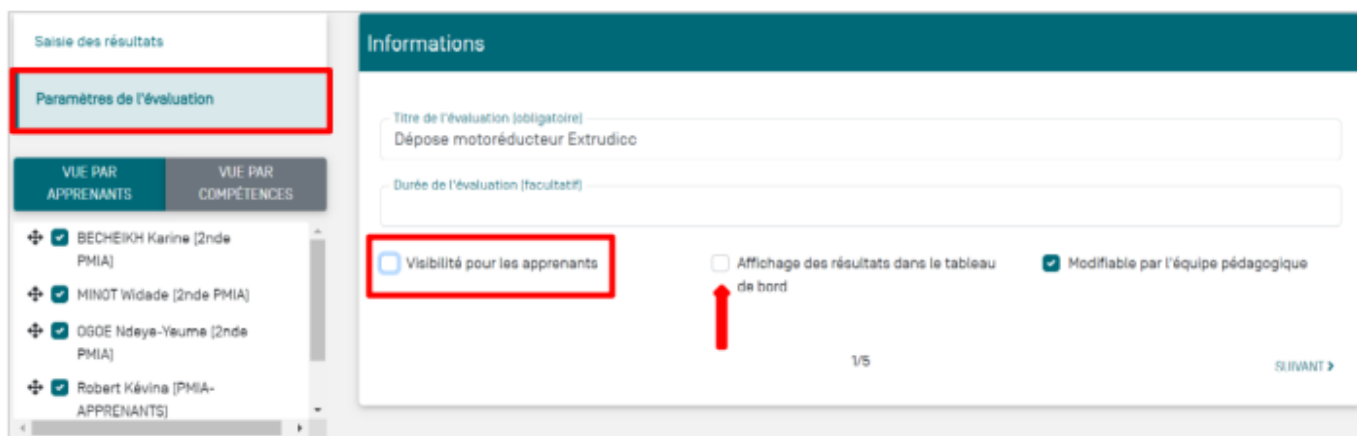 Saisie des résultats
Paramètres de l'évaluation
VUE PAR
APPRENANTS
VUE PAR
COMPÉTENCES
BECHEIKH Karine [2nde
PMIA]
MINOT Widade [2nde PMIA]
OGOE Ndeye-Yeume [2nde
PMIA]
Robert Kévina [PMIA-
APPRENANTS]
Informations
Titre de l'évaluation (obligatoire)
Dépose motoréducteur Extrudicc
Durée de l'évaluation (facultatif)
Visibilité pour les apprenants
Affichage des résultats dans le tableau
de bord
Modifiable par l'équipe pédagogique
1/5
SUIVANT >